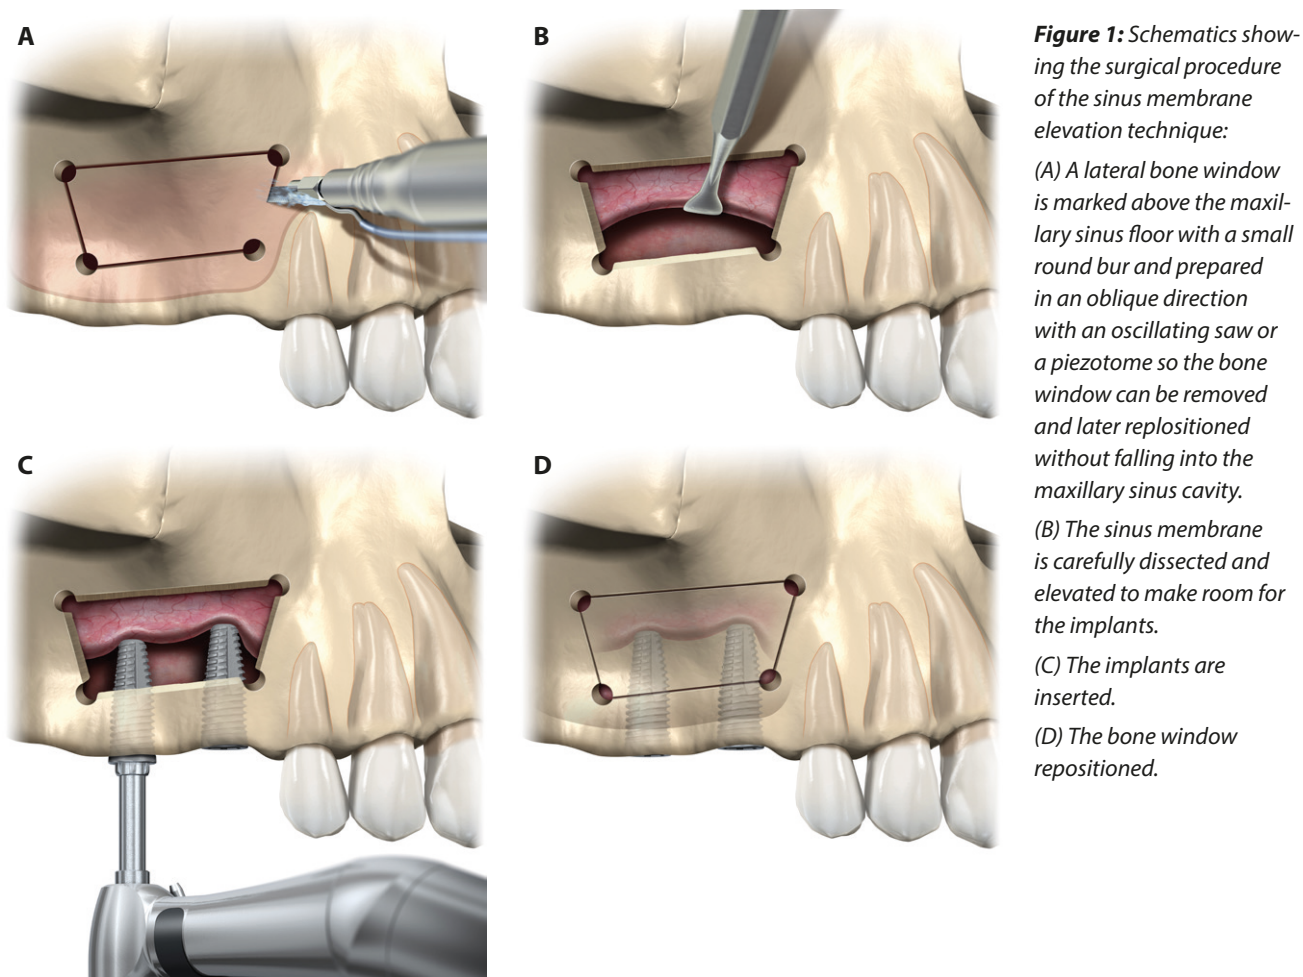 A
B
Figure 1: Schematics show-
ing the surgical procedure
of the sinus membrane
elevation technique:
(A) A lateral bone window
is marked above the maxil-
lary sinus floor with a small
round bur and prepared
in an oblique direction
with an oscillating saw or
a piezotome so the bone
window can be removed
and later replositioned
without falling into the
maxillary sinus cavity.
(B) The sinus membrane
is carefully dissected and
elevated to make room for
the implants.
(C) The implants are
inserted.
(D) The bone window
repositioned.
C
D